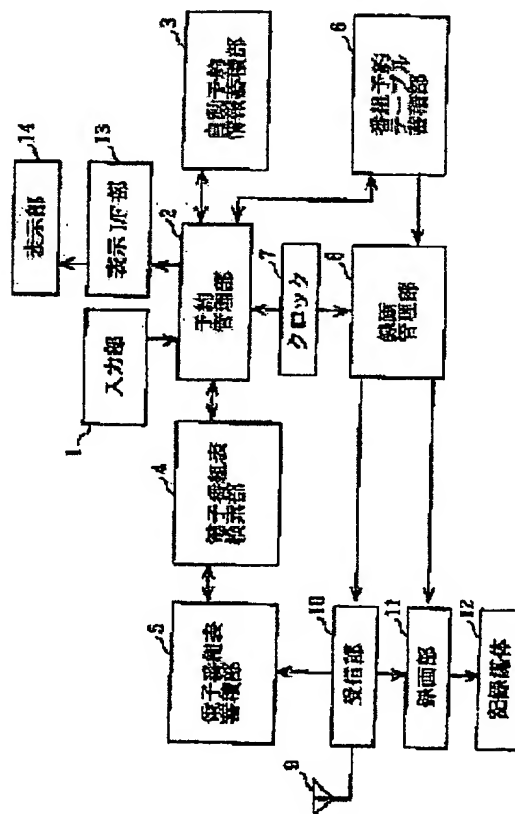 14
表示部
13
表示I/F部
1
入力部
2
予約
管理部
3
自動予約
情報蓄積部
4
電子番組表
検索部
5
電子番組表
蓄積部
6
番組予約
テーブル
蓄積部
7
クロック
8
録画
管理部
9
10
受信部
11
録画部
12
記録媒体